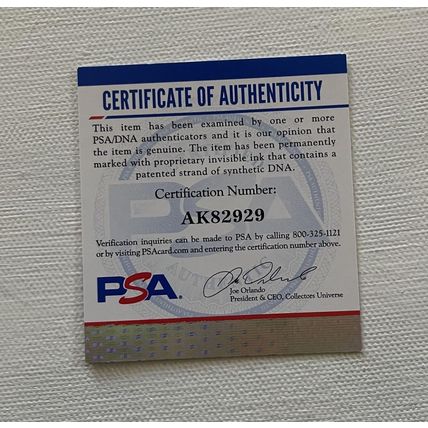 CERTIFICATE OF AUTHENTICITY
This item has been examined by one or more
PSA/DNA authenticators and it is our opinion that
the item is genuine. The item has been permanently
marked with proprietary invisible ink that contains a
patented strand of synthetic DNA.
Certification Number:
AK82929
Verification inquiries can be made to PSA by calling 800-325-1121
or by visiting PSAcard.com and entering the certification number above.
PSA.
Joe Orlando
President & CEO, Collectors Universe